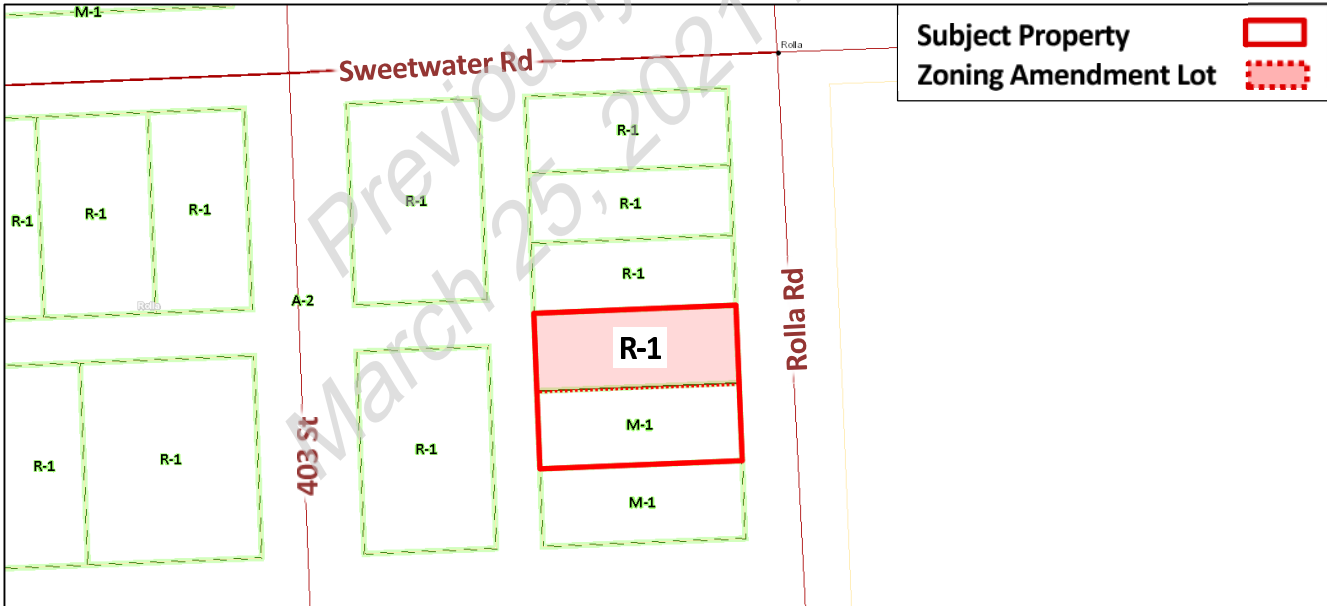 M-1
Subject Property
Zoning Amendment Lot
Rolla
Sweetwater Rd
R-1
R-1
R-1
R-1
R-1
R-1
R-1
R-1
Rolla
A-2
Rolla Rd
R-1
M-1
403 St
R-1
R-1
R-1
M-1
Previously
March 25, 2021